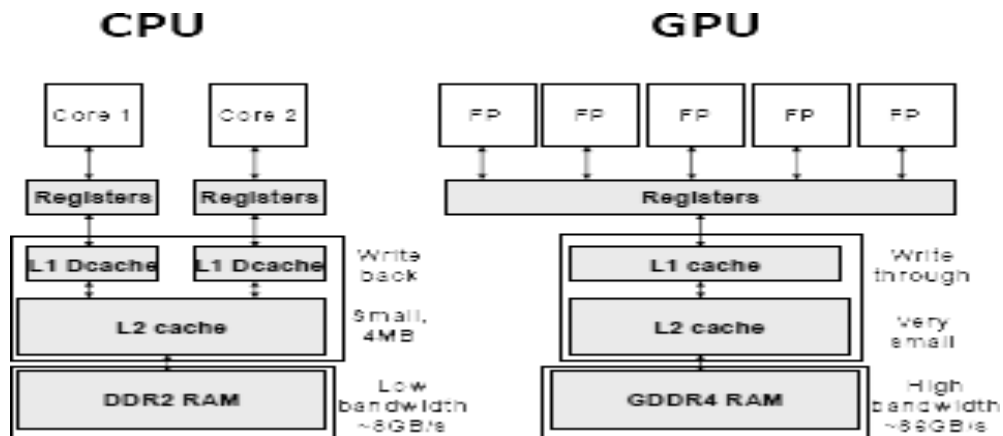 CPU
GPU
Core 1
Core 2
FP
FP
FP
FP
FP
Registers
Registers
Registers
L1 Dcache
L1 Dcache
Write
back
L1 cache
Write
through
L2 cache
Small,
4MB
L2 cache
Very
small
DDR2 RAM
Low
bandwidth
GDDR4 RAM
High
bandwidth